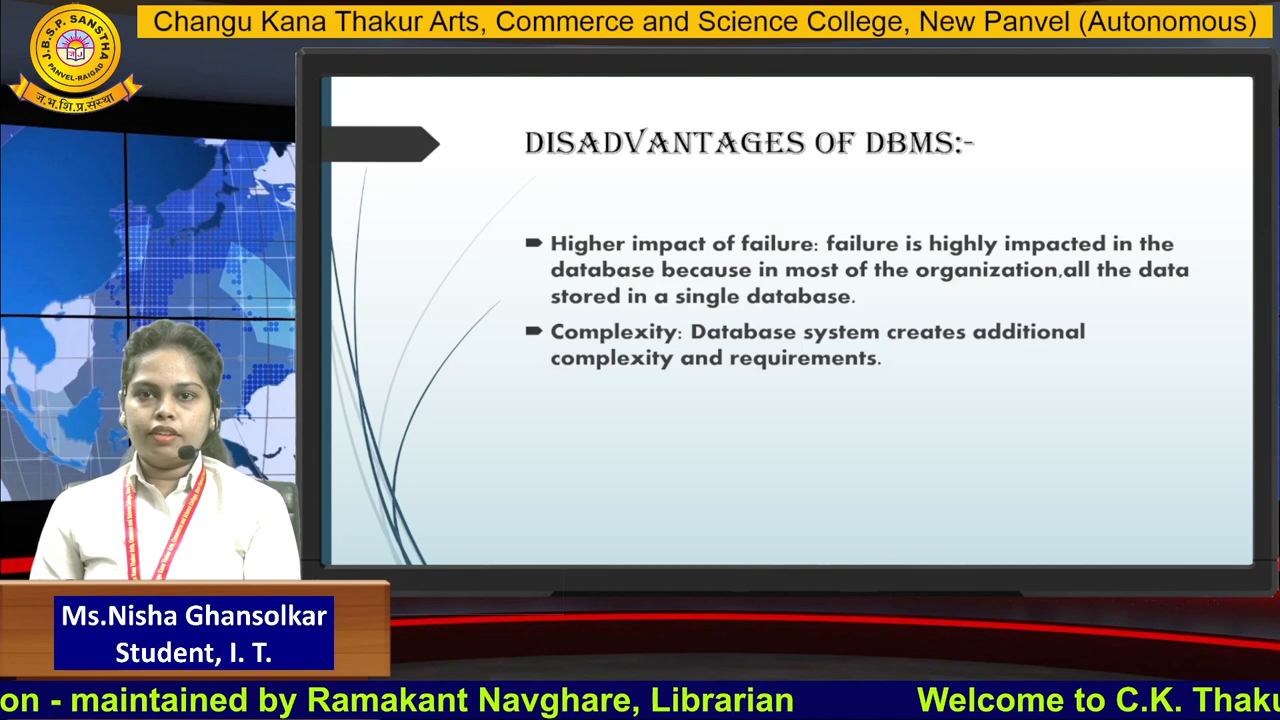 Changu Kana Thakur Arts, Commerce and Science College, New Panvel (Autonomous)
J.B.S.P. SANSTHA
PANVEL-RAIGAD
ज.भ.शि.प्र.संस्था
DISADVANTAGES OF DBMS:-
Higher impact of failure: failure is highly impacted in the
database because in most of the organization,all the data
stored in a single database.
Complexity: Database system creates additional
complexity and requirements.
Ms.Nisha Ghansolkar
Student, I. T.
on - maintained by Ramakant Navghare, Librarian
Welcome to C.K. Thaku